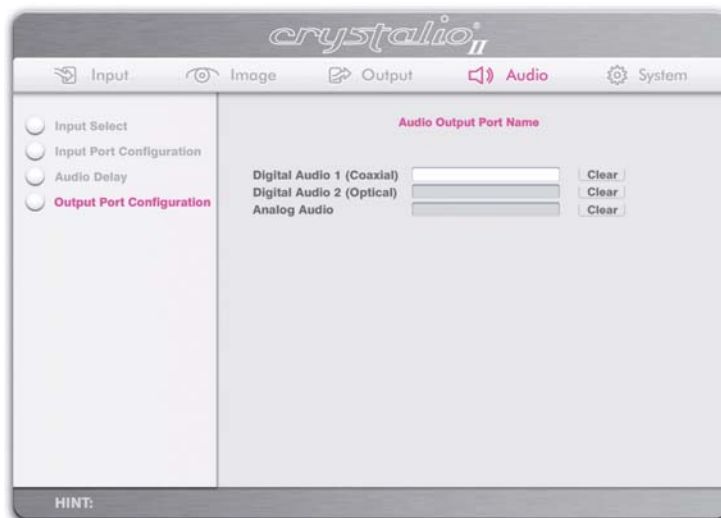 crystalio® II
Input Image Output Audio System
Input Select
Input Port Configuration
Audio Delay
Output Port Configuration
Audio Output Port Name
Digital Audio 1 (Coaxial) Clear
Digital Audio 2 (Optical) Clear
Analog Audio Clear
HINT: